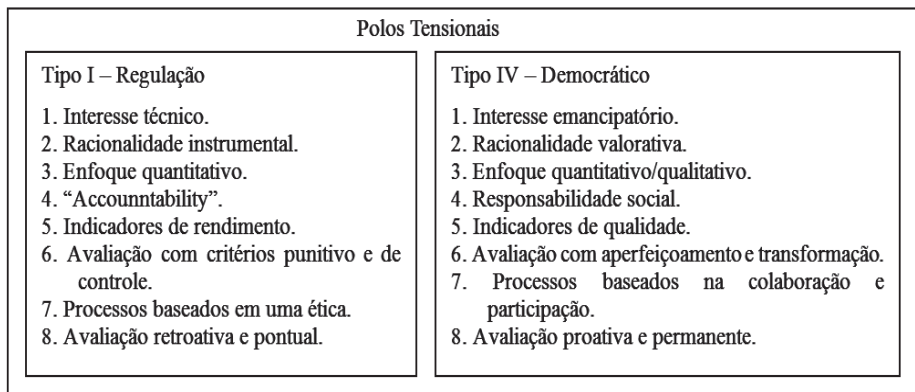 Polos Tensionais
Tipo I – Regulação
1. Interesse técnico.
2. Racionalidade instrumental.
3. Enfoque quantitativo.
4. “Accounntability”.
5. Indicadores de rendimento.
6. Avaliação com critérios punitivo e de
controle.
7. Processos baseados em uma ética.
8. Avaliação retroativa e pontual.
Tipo IV – Democrático
1. Interesse emancipatório.
2. Racionalidade valorativa.
3. Enfoque quantitativo/qualitativo.
4. Responsabilidade social.
5. Indicadores de qualidade.
6. Avaliação com aperfeiçoamento e transformação.
7. Processos baseados na colaboração e
participação.
8. Avaliação proativa e permanente.